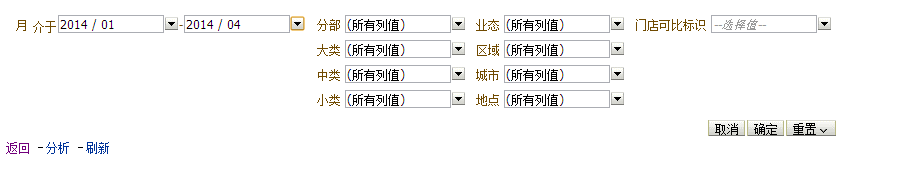 月 介于 2014 / 01 - 2014 / 04 分部 (所有列值) 业态 (所有列值) 门店可比标识 --选择值--
大类 (所有列值) 区域 (所有列值)
中类 (所有列值) 城市 (所有列值)
小类 (所有列值) 地点 (所有列值)
取消 确定 重置
返回 - 分析 - 刷新